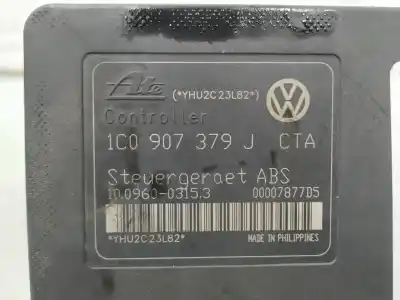 Ate (*YHU2C23L82*)
Controller
1C0 907 379 J CTA
Steuergeraet ABS
10.0960-0315.3 00007877D5
*YHU2C23L82*
MADE IN PHILIPPINES